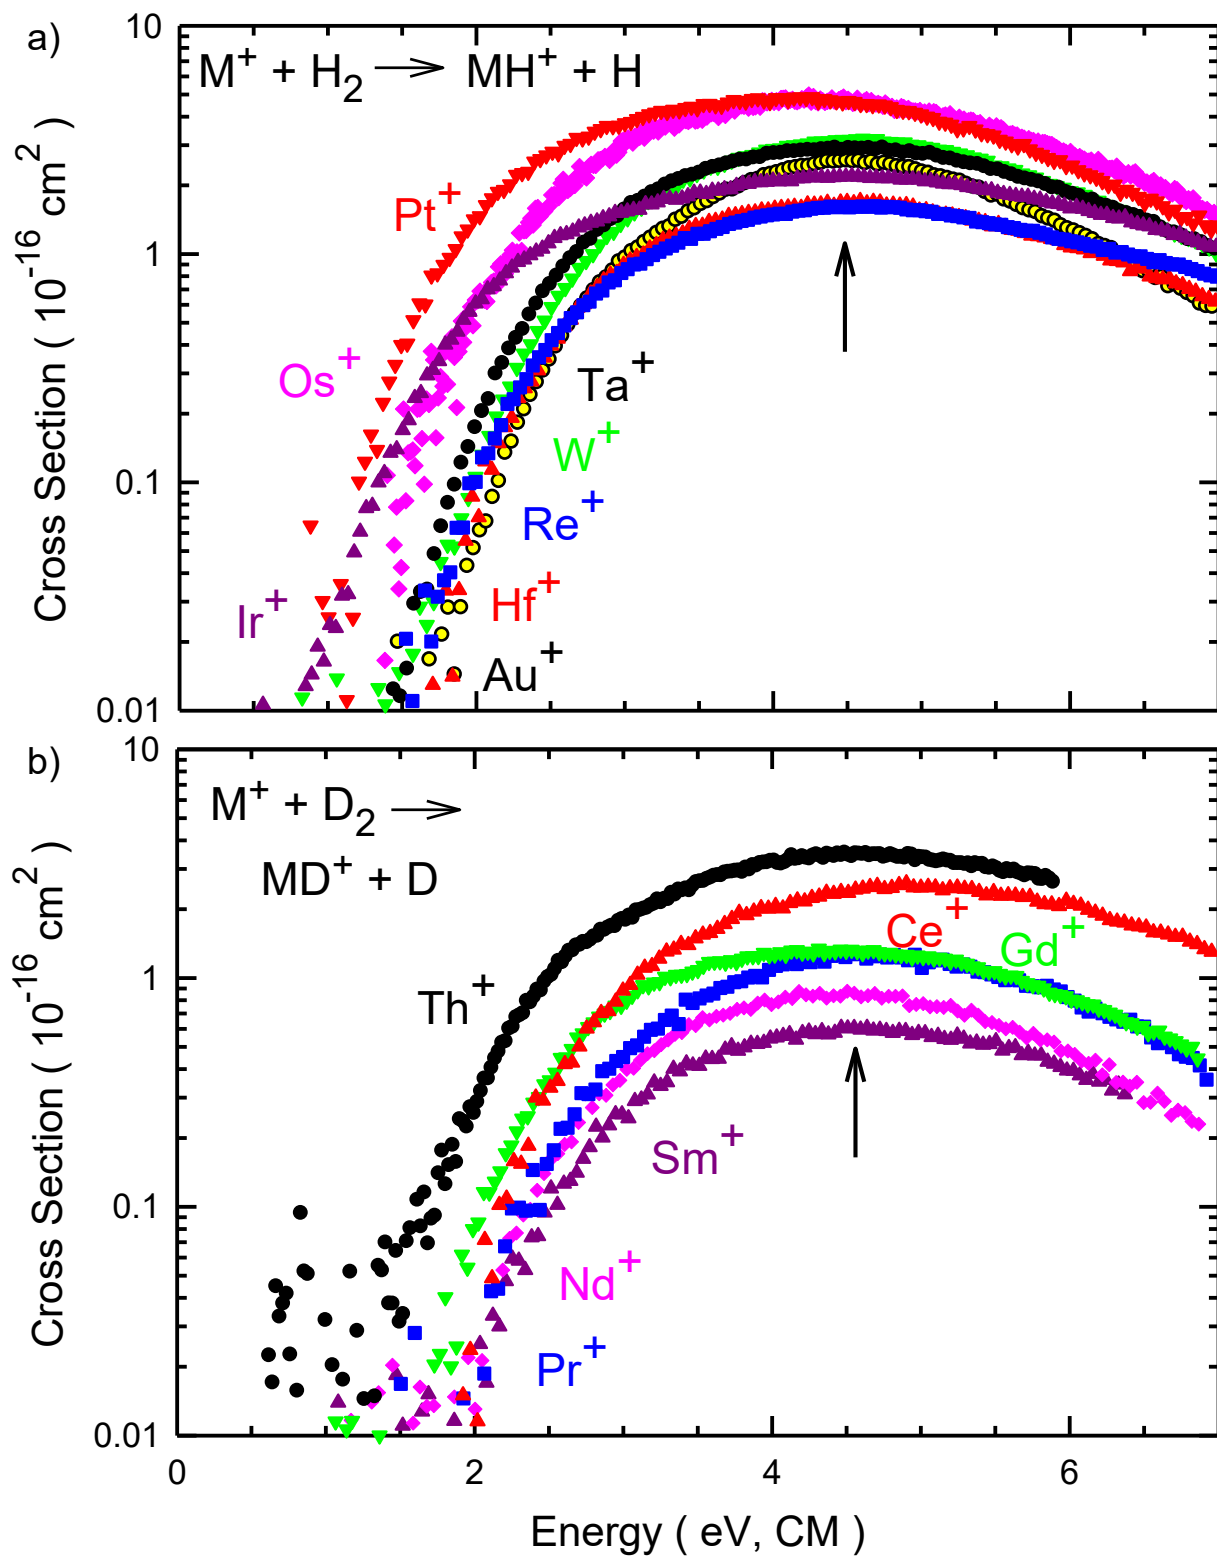 a)
10
M⁺ + H₂ → MH⁺ + H
Pt⁺
1
Os⁺
Ta⁺
W⁺
0.1
Re⁺
Hf⁺
Ir⁺
Au⁺
0.01
Cross Section ( 10⁻¹⁶ cm² )
b)
10
M⁺ + D₂ →
MD⁺ + D
Ce⁺
Gd⁺
1
Th⁺
Sm⁺
0.1
Nd⁺
Pr⁺
0.01
Cross Section ( 10⁻¹⁶ cm² )
0 2 4 6
Energy ( eV, CM )